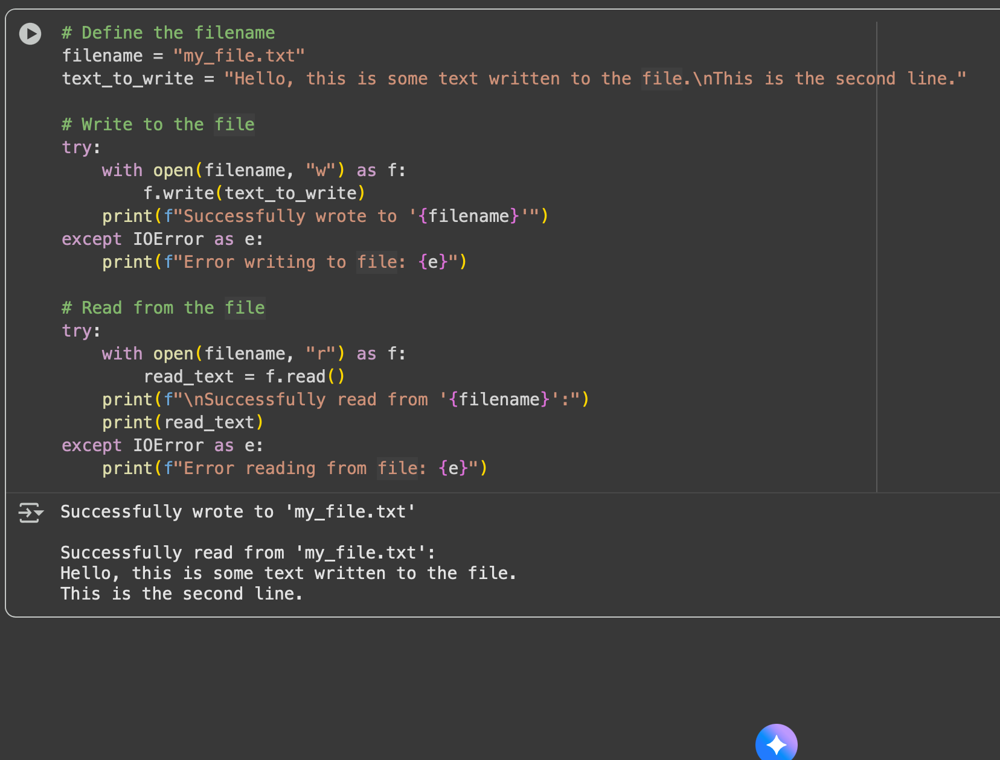 # Define the filename
filename = "my_file.txt"
text_to_write = "Hello, this is some text written to the file.\nThis is the second line."
# Write to the file
try:
    with open(filename, "w") as f:
        f.write(text_to_write)
    print(f"Successfully wrote to '{filename}'")
except IOError as e:
    print(f"Error writing to file: {e}")
# Read from the file
try:
    with open(filename, "r") as f:
        read_text = f.read()
    print(f"\nSuccessfully read from '{filename}':")
    print(read_text)
except IOError as e:
    print(f"Error reading from file: {e}")
Successfully wrote to 'my_file.txt'
Successfully read from 'my_file.txt':
Hello, this is some text written to the file.
This is the second line.